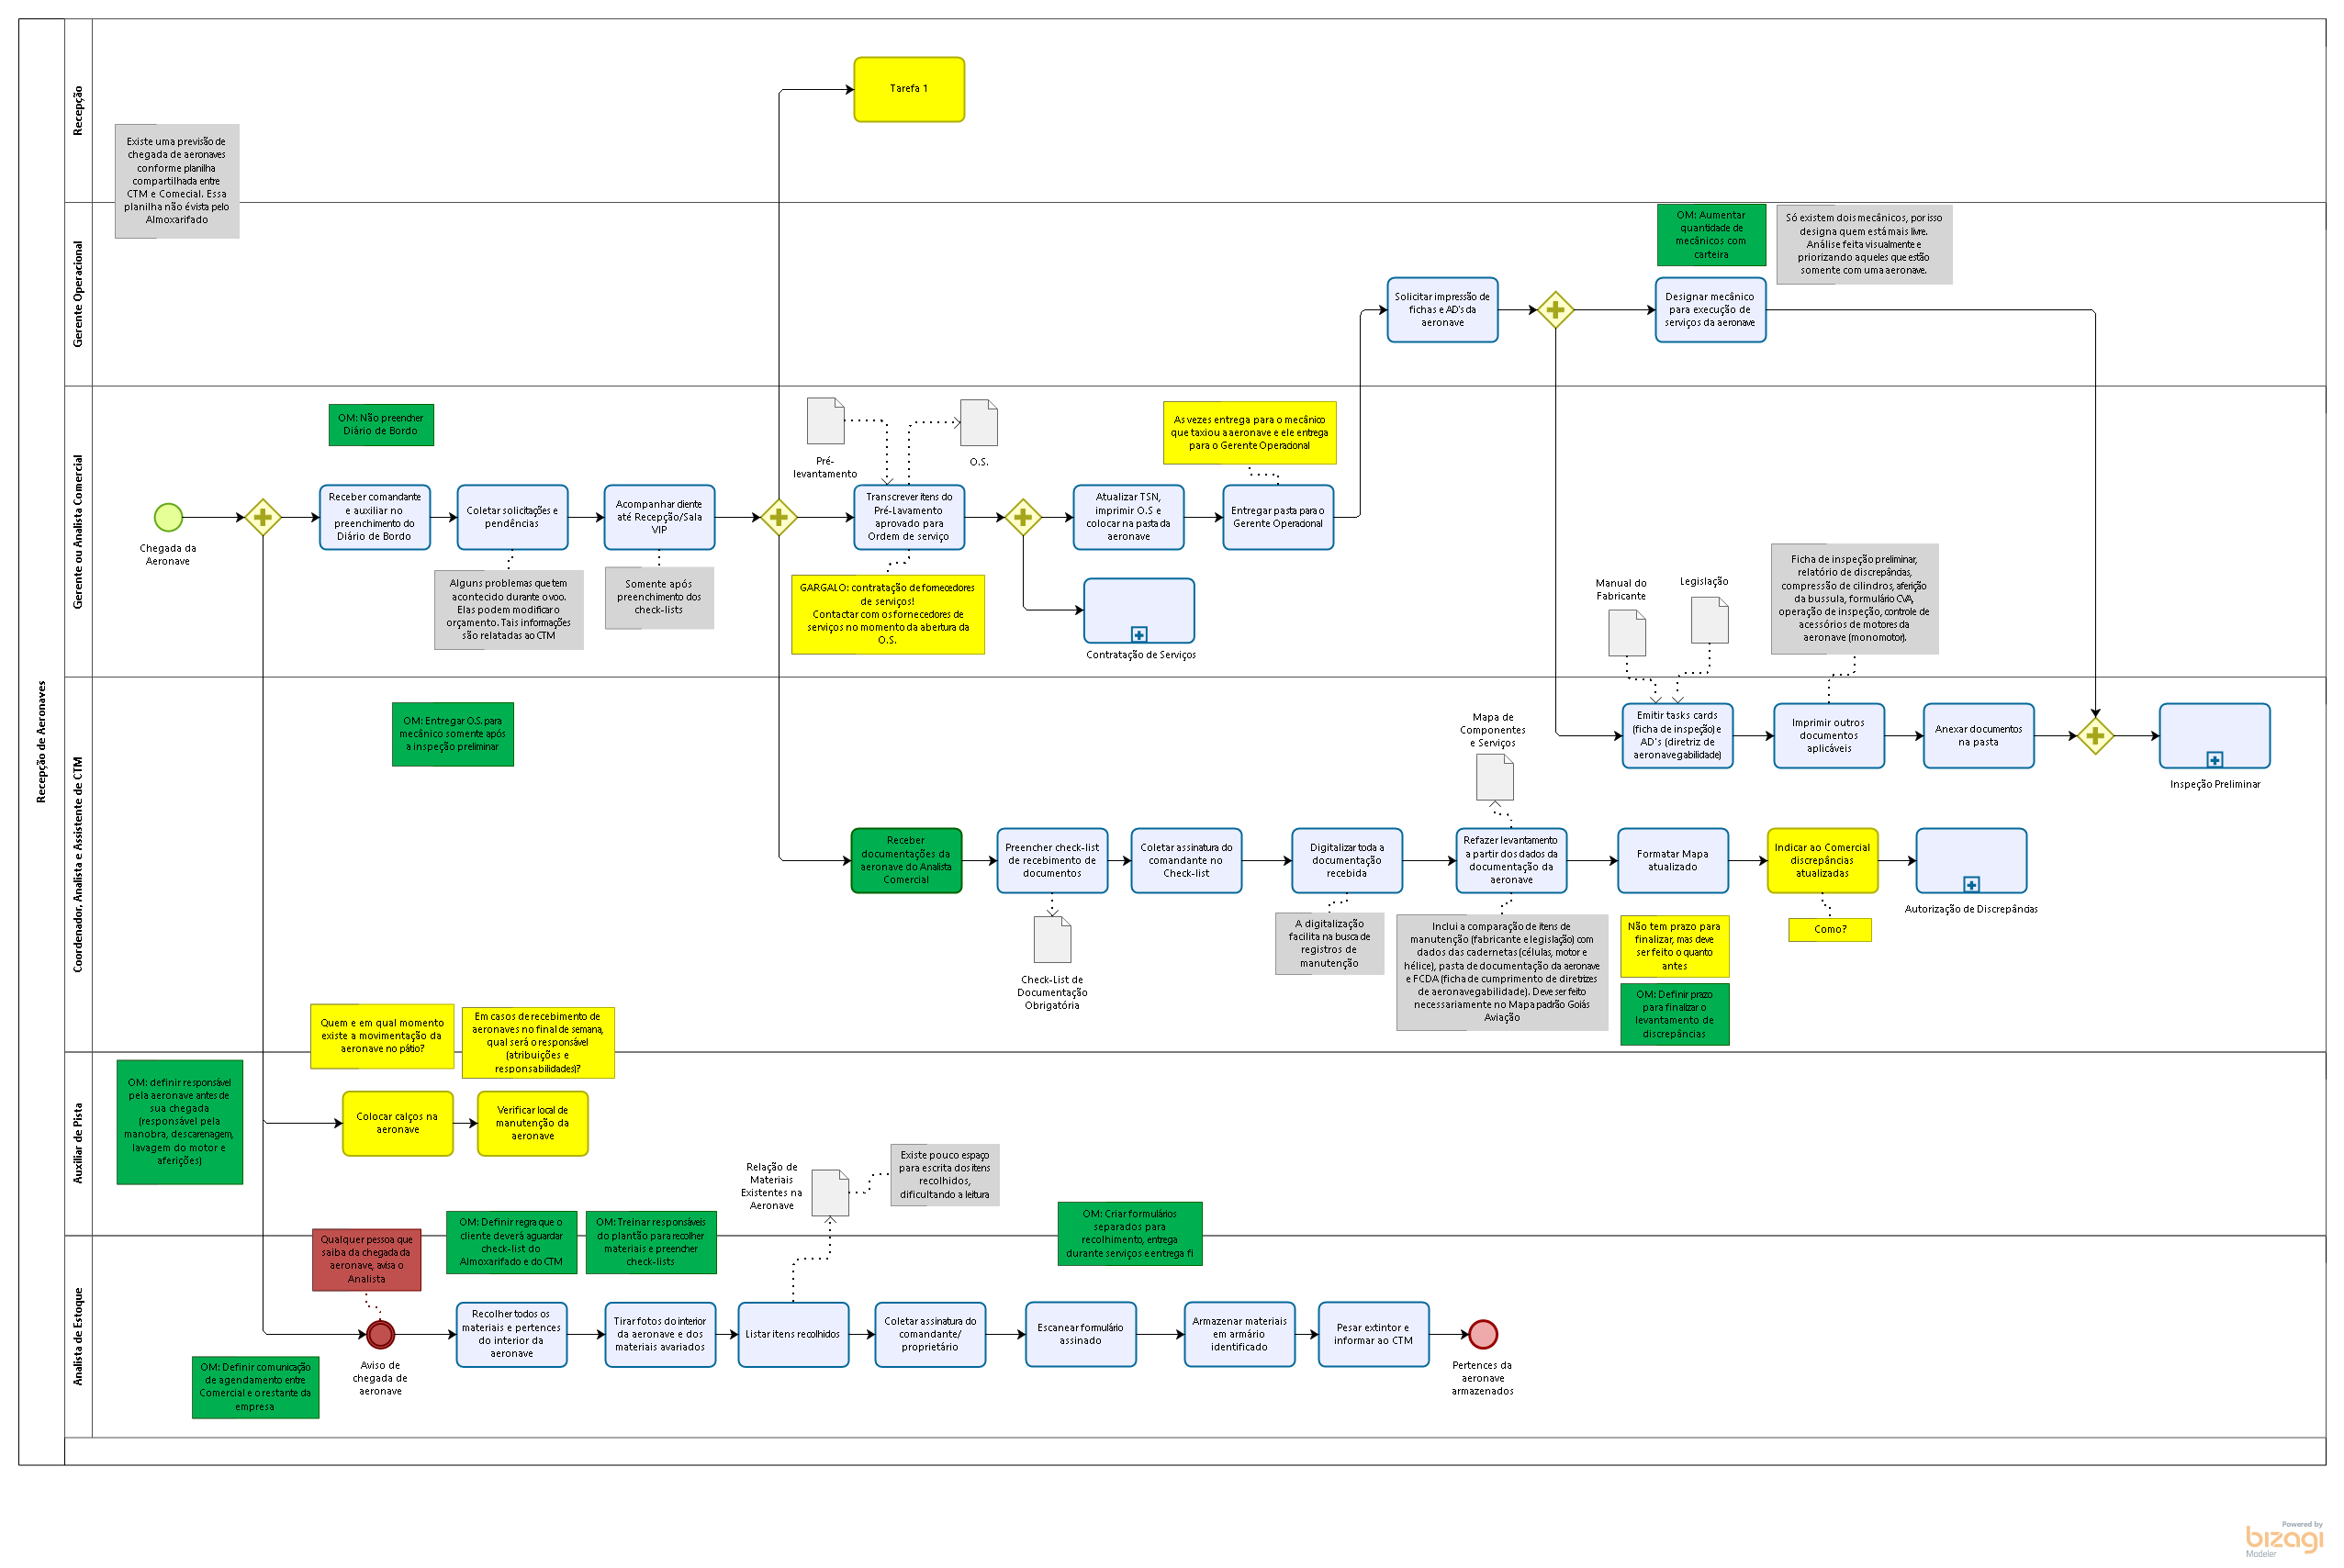 Recepção de Aeronaves
Recepção
Existe uma previsão de
chegada de aeronaves
conforme planilha
compartilhada entre
CTM e Comecial. Essa
planilha não é vista pelo
Almoxarifado
Tarefa 1
Gerente Operacional
OM: Aumentar
quantidade de
mecânicos com
carteira
Só existem dois mecânicos, por isso
designa quem está mais livre.
Análise feita visualmente e
priorizando aqueles que estão
somente com uma aeronave.
Solicitar impressão de
fichas e AD's da
aeronave
Designar mecânico
para execução de
serviços da aeronave
Gerente ou Analista Comercial
OM: Não preencher
Diário de Bordo
Chegada da
Aeronave
Receber comandante
e auxiliar no
preenchimento do
Diário de Bordo
Coletar solicitações e
pendências
Acompanhar cliente
até Recepção/Sala
VIP
Alguns problemas que tem
acontecido durante o voo.
Elas podem modificar o
orçamento. Tais informações
são relatadas ao CTM
Somente após
preenchimento dos
check-lists
Pré-
levantamento
O.S.
Transcrever itens do
Pré-Lavamento
aprovado para
Ordem de serviço
GARGALO: contratação de fornecedores
de serviços!
Contactar com os fornecedores de
serviços no momento da abertura da
O.S.
As vezes entrega para o mecânico
que taxiou a aeronave e ele entrega
para o Gerente Operacional
Atualizar TSN,
imprimir O.S e
colocar na pasta da
aeronave
Entregar pasta para o
Gerente Operacional
Contratação de Serviços
Manual do
Fabricante
Legislação
Ficha de inspeção preliminar,
relatório de discrepâncias,
compressão de cilindros, aferição
da bussula, formulário CVA,
operação de inspeção, controle de
acessórios de motores da
aeronave (monomotor).
Coordenador, Analista e Assistente de CTM
OM: Entregar O.S. para
mecânico somente após
a inspeção preliminar
Emitir tasks cards
(ficha de inspeção) e
AD's (diretriz de
aeronavegabilidade)
Imprimir outros
documentos
aplicáveis
Anexar documentos
na pasta
Inspeção Preliminar
Mapa de
Componentes
e Serviços
Receber
documentações da
aeronave do Analista
Comercial
Preencher check-list
de recebimento de
documentos
Coletar assinatura do
comandante no
Check-list
Digitalizar toda a
documentação
recebida
Refazer levantamento
a partir dos dados da
documentação da
aeronave
Formatar Mapa
atualizado
Indicar ao Comercial
discrepâncias
atualizadas
Autorização de Discrepâncias
Check-List de
Documentação
Obrigatória
A digitalização
facilita na busca de
registros de
manutenção
Inclui a comparação de itens de
manutenção (fabricante e legislação) com
dados das cadernetas (células, motor e
hélice), pasta de documentação da aeronave
e FCDA (ficha de cumprimento de diretrizes
de aeronavegabilidade). Deve ser feito
necessariamente no Mapa padrão Goiás
Aviação
Não tem prazo para
finalizar, mas deve
ser feito o quanto
antes
OM: Definir prazo
para finalizar o
levantamento de
discrepâncias
Como?
Quem e em qual momento
existe a movimentação da
aeronave no pátio?
Em casos de recebimento de
aeronaves no final de semana,
qual será o responsável
(atribuições e
responsabilidades)?
Auxiliar de Pista
OM: definir responsável
pela aeronave antes de
sua chegada
(responsável pela
manobra, descarenagem,
lavagem do motor e
aferições)
Colocar calços na
aeronave
Verificar local de
manutenção da
aeronave
Relação de
Materiais
Existentes na
Aeronave
Existe pouco espaço
para escrita dos itens
recolhidos,
dificultando a leitura
Analista de Estoque
Qualquer pessoa que
saiba da chegada da
aeronave, avisa o
Analista
OM: Definir regra que o
cliente deverá aguardar
check-list do
Almoxarifado e do CTM
OM: Treinar responsáveis
do plantão para recolher
materiais e preencher
check-lists
OM: Criar formulários
separados para
recolhimento, entrega
durante serviços e entrega fi
Aviso de
chegada de
aeronave
Recolher todos os
materiais e pertences
do interior da
aeronave
Tirar fotos do interior
da aeronave e dos
materiais avariados
Listar itens recolhidos
Coletar assinatura do
comandante/
proprietário
Escanear formulário
assinado
Armazenar materiais
em armário
identificado
Pesar extintor e
informar ao CTM
Pertences da
aeronave
armazenados
OM: Definir comunicação
de agendamento entre
Comercial e o restante da
empresa
Powered by
bizagi
Modeler